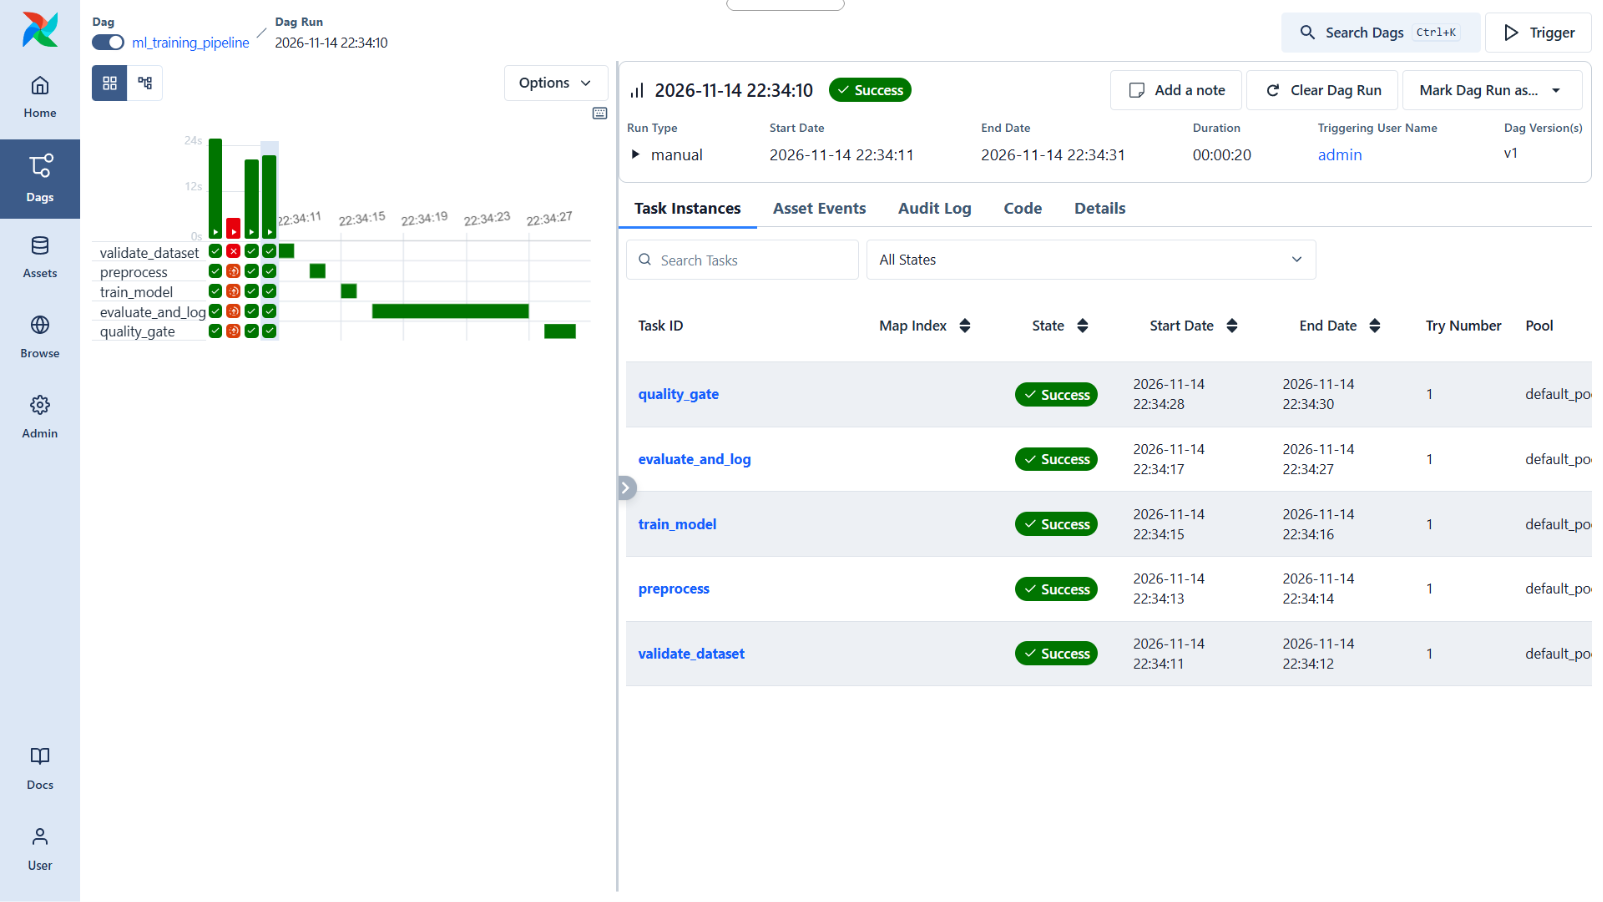 Dag
ml_training_pipeline
Dag Run
2026-11-14 22:34:10
Search Dags Ctrl+K
Trigger
Home
Dags
Assets
Browse
Admin
Docs
User
Options
24s
12s
0s
22:34:11 22:34:15 22:34:19 22:34:23 22:34:27
validate_dataset
preprocess
train_model
evaluate_and_log
quality_gate
2026-11-14 22:34:10 Success
Add a note
Clear Dag Run
Mark Dag Run as...
Run Type Start Date End Date Duration Triggering User Name Dag Version(s)
manual 2026-11-14 22:34:11 2026-11-14 22:34:31 00:00:20 admin v1
Task Instances Asset Events Audit Log Code Details
Search Tasks
All States
Task ID Map Index State Start Date End Date Try Number Pool
quality_gate Success 2026-11-14 22:34:28 2026-11-14 22:34:30 1 default_po
evaluate_and_log Success 2026-11-14 22:34:17 2026-11-14 22:34:27 1 default_po
train_model Success 2026-11-14 22:34:15 2026-11-14 22:34:16 1 default_po
preprocess Success 2026-11-14 22:34:13 2026-11-14 22:34:14 1 default_po
validate_dataset Success 2026-11-14 22:34:11 2026-11-14 22:34:12 1 default_po